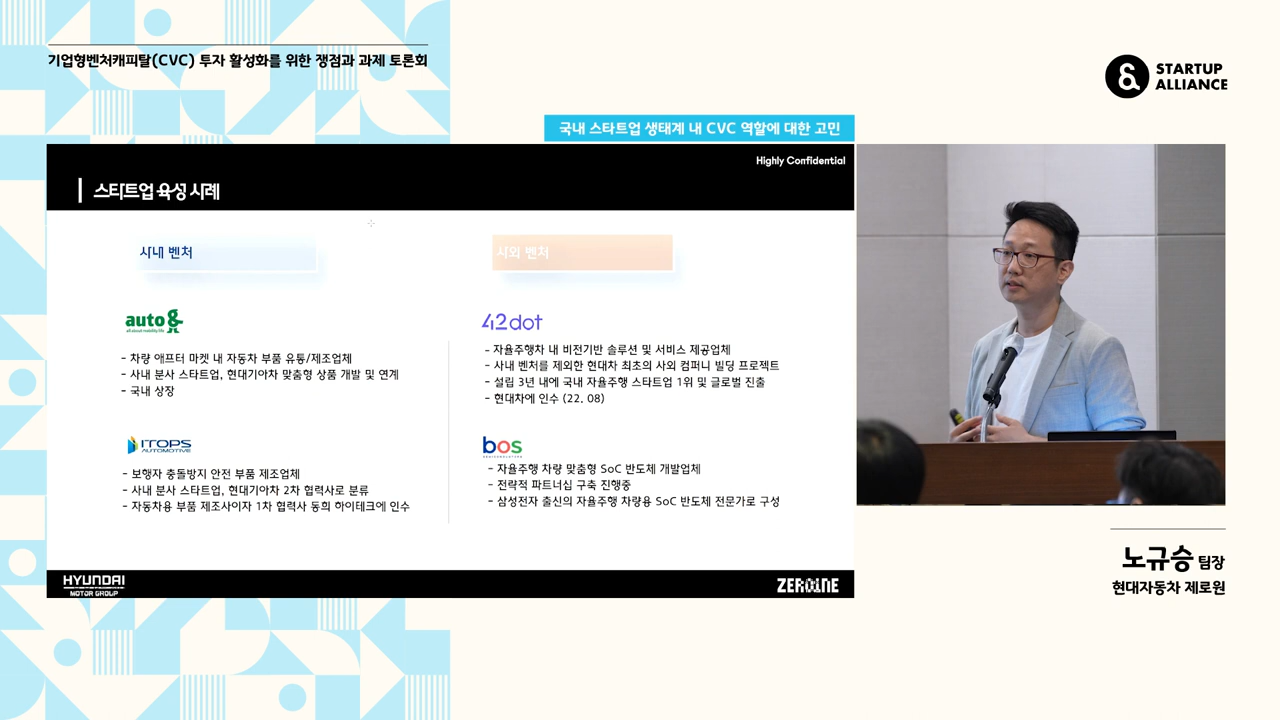 기업형벤처캐피탈(CVC) 투자 활성화를 위한 쟁점과 과제 토론회
STARTUP
ALLIANCE
국내 스타트업 생태계 내 CVC 역할에 대한 고민
Highly Confidential
스타트업 육성 사례
사내 벤처
auto&
all about mobility life
- 차량 애프터 마켓 내 자동차 부품 유통/제조업체
- 사내 분사 스타트업, 현대기아차 맞춤형 상품 개발 및 연계
- 국내 상장
ITOPS
AUTOMOTIVE
- 보행자 충돌방지 안전 부품 제조업체
- 사내 분사 스타트업, 현대기아차 2차 협력사로 분류
- 자동차용 부품 제조사이자 1차 협력사 동희 하이테크에 인수
사외 벤처
42dot
- 자율주행차 내 비전기반 솔루션 및 서비스 제공업체
- 사내 벤처를 제외한 현대차 최초의 사외 컴퍼니 빌딩 프로젝트
- 설립 3년 내에 국내 자율주행 스타트업 1위 및 글로벌 진출
- 현대차에 인수 (22. 08)
bos
SEMICONDUCTORS
- 자율주행 차량 맞춤형 SoC 반도체 개발업체
- 전략적 파트너십 구축 진행중
- 삼성전자 출신의 자율주행 차량용 SoC 반도체 전문가로 구성
HYUNDAI
MOTOR GROUP
ZER01NE
노규승 팀장
현대자동차 제로원